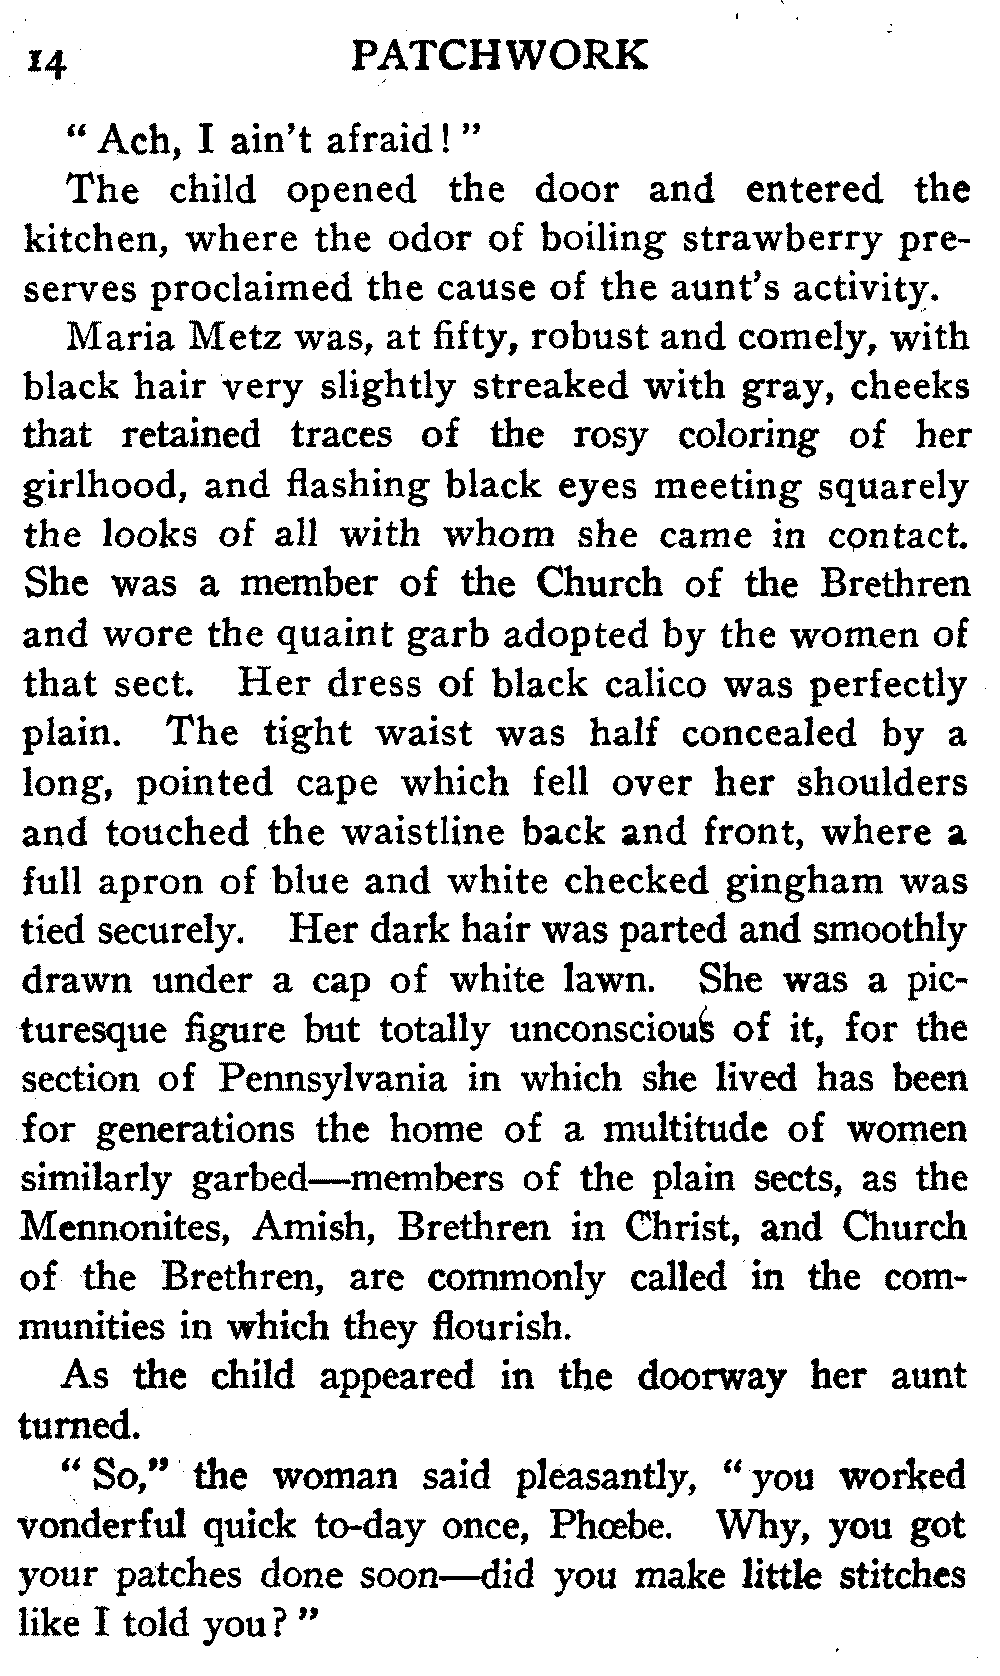 14 PATCHWORK
" Ach, I ain't afraid! "
The child opened the door and entered the
kitchen, where the odor of boiling strawberry pre-
serves proclaimed the cause of the aunt's activity.
Maria Metz was, at fifty, robust and comely, with
black hair very slightly streaked with gray, cheeks
that retained traces of the rosy coloring of her
girlhood, and flashing black eyes meeting squarely
the looks of all with whom she came in contact.
She was a member of the Church of the Brethren
and wore the quaint garb adopted by the women of
that sect. Her dress of black calico was perfectly
plain. The tight waist was half concealed by a
long, pointed cape which fell over her shoulders
and touched the waistline back and front, where a
full apron of blue and white checked gingham was
tied securely. Her dark hair was parted and smoothly
drawn under a cap of white lawn. She was a pic-
turesque figure but totally unconscious of it, for the
section of Pennsylvania in which she lived has been
for generations the home of a multitude of women
similarly garbed—members of the plain sects, as the
Mennonites, Amish, Brethren in Christ, and Church
of the Brethren, are commonly called in the com-
munities in which they flourish.
As the child appeared in the doorway her aunt
turned.
" So," the woman said pleasantly, " you worked
vonderful quick to-day once, Phœbe. Why, you got
your patches done soon—did you make little stitches
like I told you? "